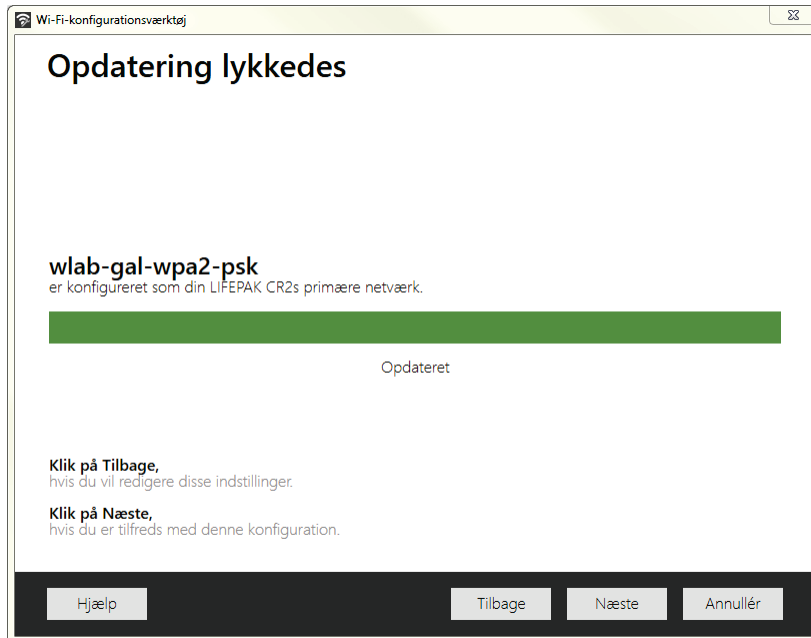 Wi-Fi-konfigurationsværktøj
Opdatering lykkedes
wlab-gal-wpa2-psk
er konfigureret som din LIFEPAK CR2s primære netværk.
Opdateret
Klik på Tilbage,
hvis du vil redigere disse indstillinger.
Klik på Næste,
hvis du er tilfreds med denne konfiguration.
Hjælp
Tilbage
Næste
Annullér